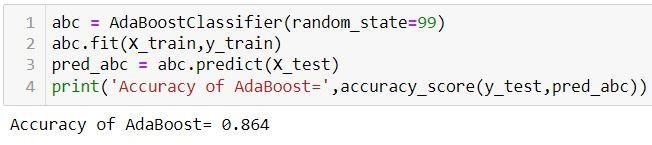 1 abc = AdaBoostClassifier(random_state=99)
2 abc.fit(X_train,y_train)
3 pred_abc = abc.predict(X_test)
4 print('Accuracy of AdaBoost=',accuracy_score(y_test,pred_abc))
Accuracy of AdaBoost= 0.864